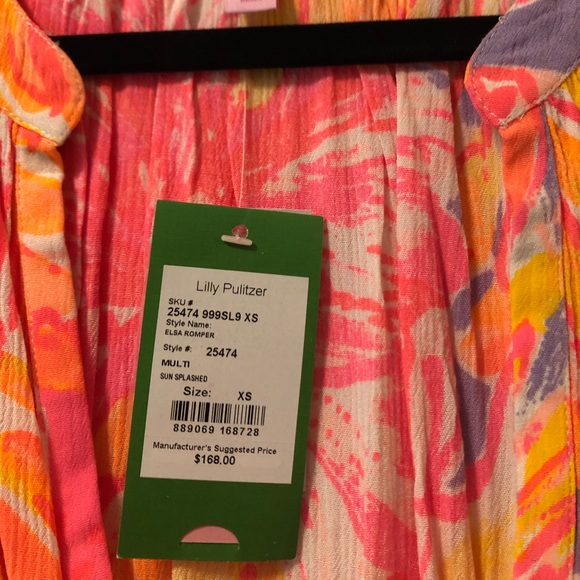 Lilly Pulitzer
SKU #
25474 999SL9 XS
Style Name:
ELSA ROMPER
Style #: 25474
MULTI
SUN SPLASHED
Size: XS
889069 168728
Manufacturer's Suggested Price
$168.00